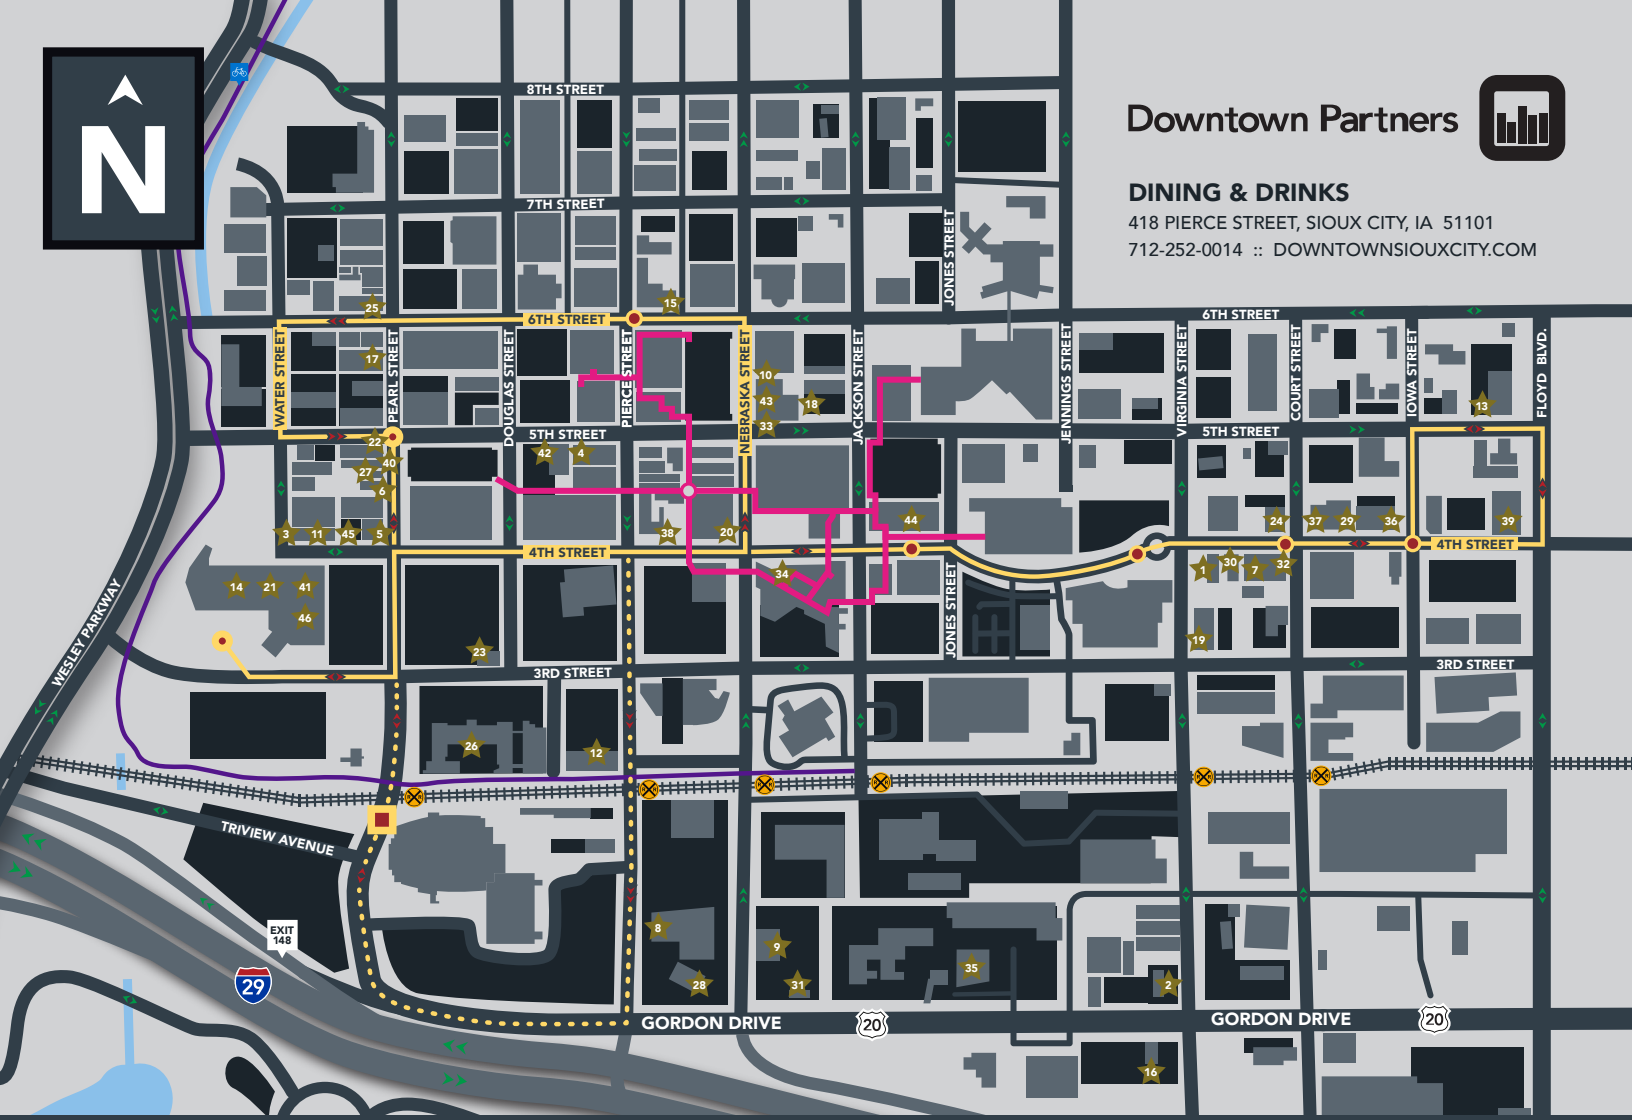 N
Downtown Partners
DINING & DRINKS
418 PIERCE STREET, SIOUX CITY, IA  51101
712-252-0014  ::  DOWNTOWNSIOUXCITY.COM
8TH STREET
7TH STREET
JONES STREET
25
15
6TH STREET
6TH STREET
WATER STREET
PEARL STREET
DOUGLAS STREET
PIERCE STREET
NEBRASKA STREET
JACKSON STREET
JENNINGS STREET
VIRGINIA STREET
COURT STREET
IOWA STREET
FLOYD BLVD.
17
10
43
18
33
13
5TH STREET
5TH STREET
22
40
27
6
42
4
3
11
45
5
38
20
44
24
37
29
36
39
4TH STREET
4TH STREET
14
21
41
46
34
1
30
7
32
19
23
JONES STREET
WESLEY PARKWAY
3RD STREET
3RD STREET
26
12
TRIVIEW AVENUE
EXIT
148
29
8
28
9
31
35
2
GORDON DRIVE
20
GORDON DRIVE
20
16